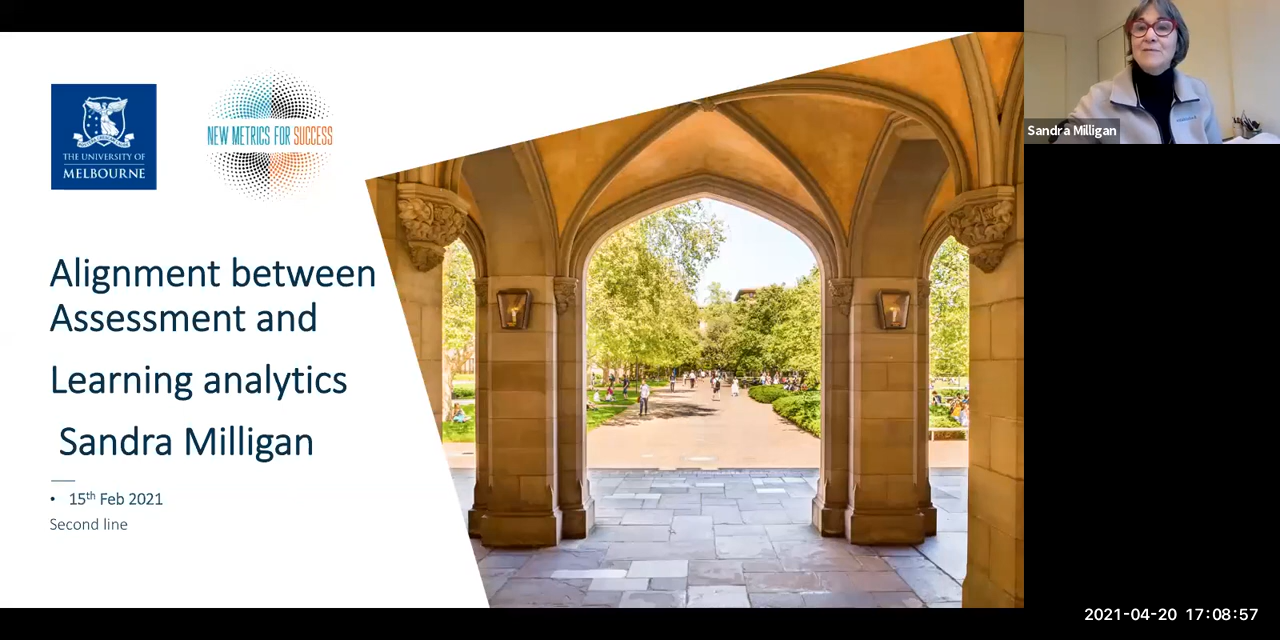 THE UNIVERSITY OF
MELBOURNE
NEW METRICS FOR SUCCESS
Alignment between
Assessment and
Learning analytics
Sandra Milligan
• 15th Feb 2021
Second line
Sandra Milligan
2021-04-20 17:08:57